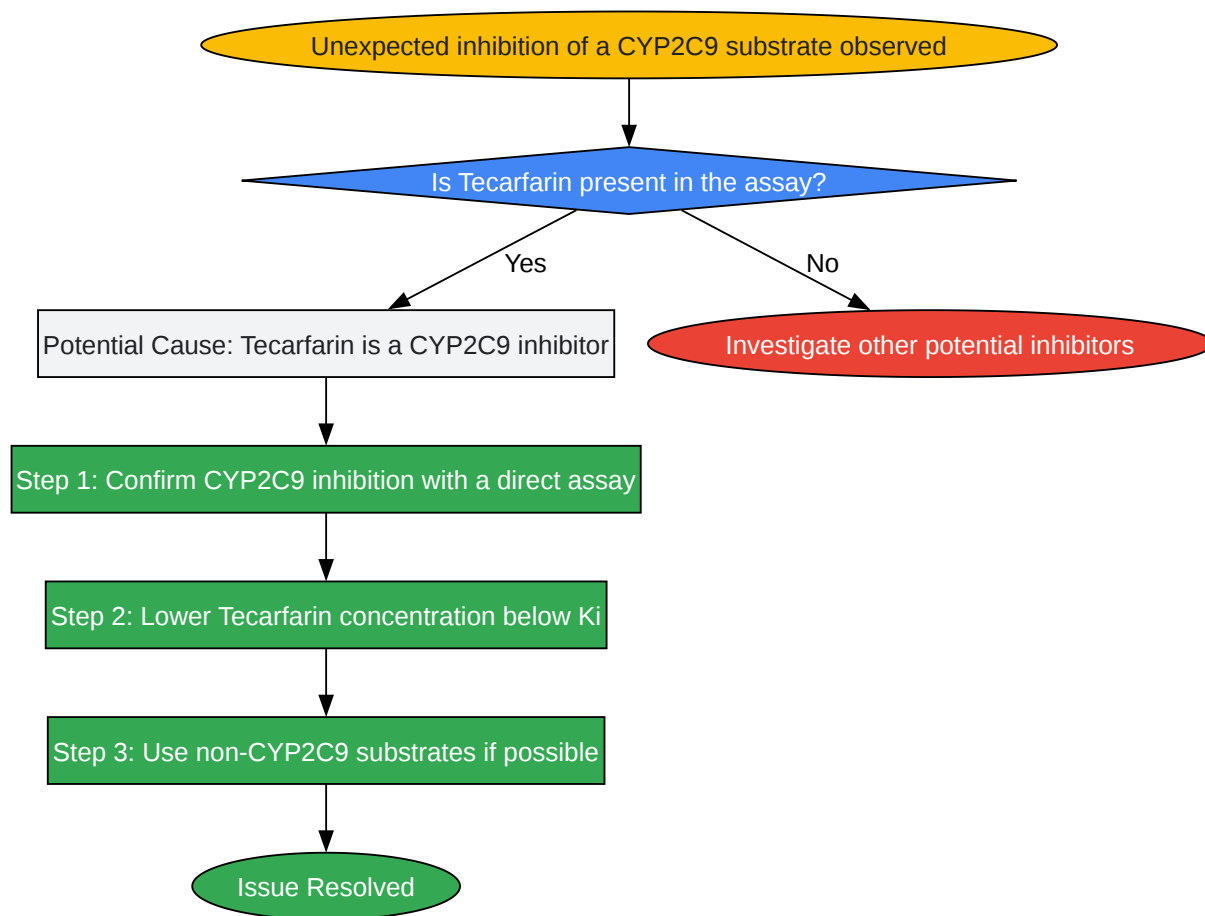 Unexpected inhibition of a CYP2C9 substrate observed
Is Tecarfarin present in the assay?
Yes
No
Potential Cause: Tecarfarin is a CYP2C9 inhibitor
Investigate other potential inhibitors
Step 1: Confirm CYP2C9 inhibition with a direct assay
Step 2: Lower Tecarfarin concentration below Ki
Step 3: Use non-CYP2C9 substrates if possible
Issue Resolved